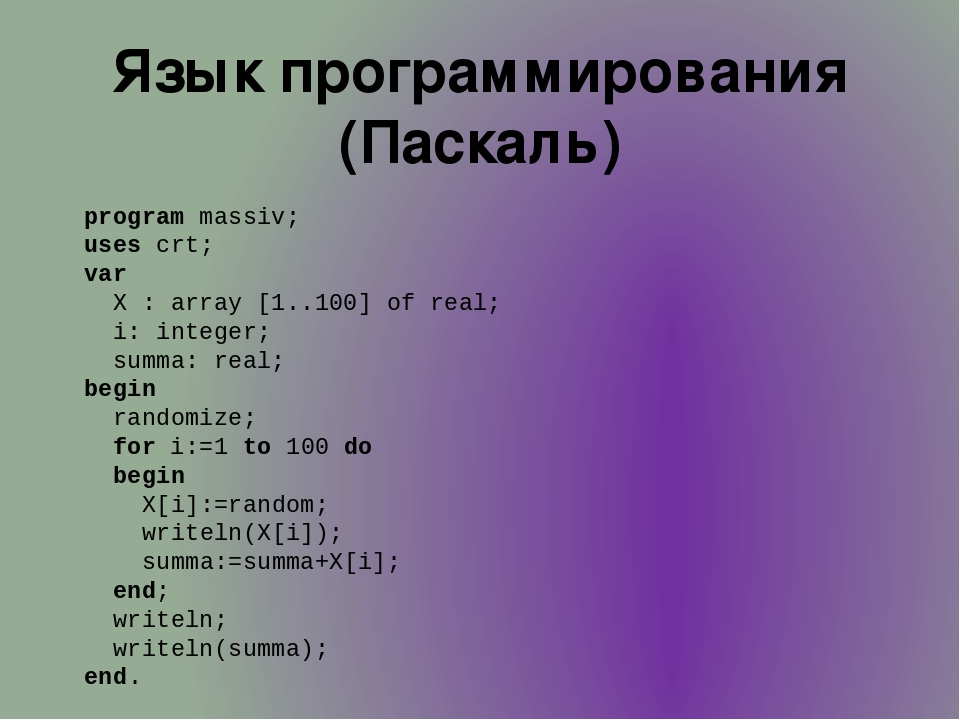 Язык программирования
(Паскаль)
program massiv;
uses crt;
var
X : array [1..100] of real;
i: integer;
summa: real;
begin
randomize;
for i:=1 to 100 do
begin
X[i]:=random;
writeln(X[i]);
summa:=summa+X[i];
end;
writeln;
writeln(summa);
end.